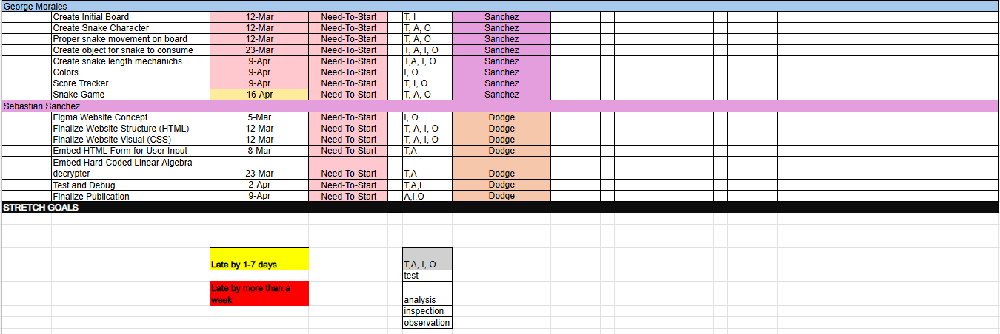 George Morales
Create Initial Board 12-Mar Need-To-Start T, I Sanchez
Create Snake Character 12-Mar Need-To-Start T, A, O Sanchez
Proper snake movement on board 12-Mar Need-To-Start T, A, O Sanchez
Create object for snake to consume 23-Mar Need-To-Start T, A, I, O Sanchez
Create snake length mechanichs 9-Apr Need-To-Start T,A, I, O Sanchez
Colors 9-Apr Need-To-Start I, O Sanchez
Score Tracker 9-Apr Need-To-Start T, I, O Sanchez
Snake Game 16-Apr Need-To-Start T, A, O Sanchez
Sebastian Sanchez
Figma Website Concept 5-Mar Need-To-Start I, O Dodge
Finalize Website Structure (HTML) 12-Mar Need-To-Start T, A, I, O Dodge
Finalize Website Visual (CSS) 12-Mar Need-To-Start T, A, I, O Dodge
Embed HTML Form for User Input 8-Mar Need-To-Start T,A Dodge
Embed Hard-Coded Linear Algebra
decrypter 23-Mar Need-To-Start T,A Dodge
Test and Debug 2-Apr Need-To-Start T,A,I Dodge
Finalize Publication 9-Apr Need-To-Start A,I,O Dodge
STRETCH GOALS
Late by 1-7 days T,A, I, O
test
Late by more than a
week analysis
inspection
observation